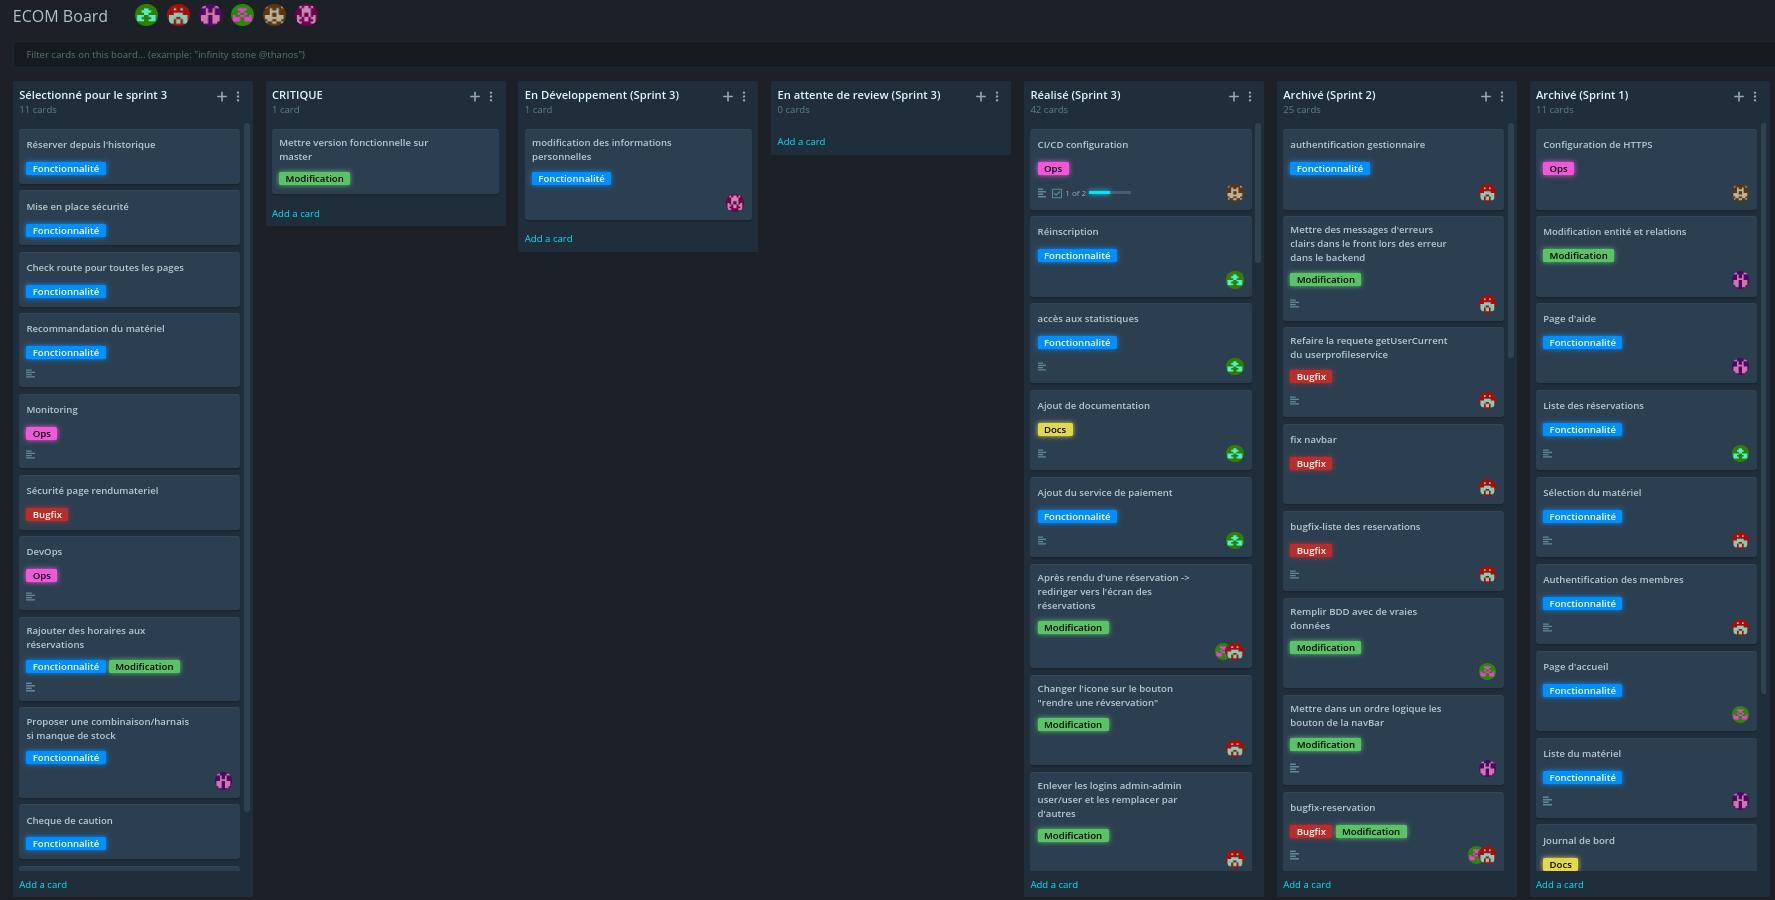 ECOM Board
Filter cards on this board... (example: "infinity stone @thanos")
Sélectionné pour le sprint 3
11 cards
Réserver depuis l'historique
Fonctionnalité
Mise en place sécurité
Fonctionnalité
Check route pour toutes les pages
Fonctionnalité
Recommandation du matériel
Fonctionnalité
Monitoring
Ops
Sécurité page rendumateriel
Bugfix
DevOps
Ops
Rajouter des horaires aux
réservations
Fonctionnalité Modification
Proposer une combinaison/harnais
si manque de stock
Fonctionnalité
Cheque de caution
Fonctionnalité
Add a card
CRITIQUE
1 card
Mettre version fonctionnelle sur
master
Modification
Add a card
En Développement (Sprint 3)
1 card
modification des informations
personnelles
Fonctionnalité
Add a card
En attente de review (Sprint 3)
0 cards
Add a card
Réalisé (Sprint 3)
42 cards
CI/CD configuration
Ops
1 of 2
Réinscription
Fonctionnalité
accès aux statistiques
Fonctionnalité
Ajout de documentation
Docs
Ajout du service de paiement
Fonctionnalité
Après rendu d'une réservation ->
rediriger vers l'écran des
réservations
Modification
Changer l'icone sur le bouton
"rendre une révservation"
Modification
Enlever les logins admin-admin
user/user et les remplacer par
d'autres
Modification
Add a card
Archivé (Sprint 2)
25 cards
authentification gestionnaire
Fonctionnalité
Mettre des messages d'erreurs
clairs dans le front lors des erreur
dans le backend
Modification
Refaire la requete getUserCurrent
du userprofileservice
Bugfix
fix navbar
Bugfix
bugfix-liste des reservations
Bugfix
Remplir BDD avec de vraies
données
Modification
Mettre dans un ordre logique les
bouton de la navBar
Modification
bugfix-reservation
Bugfix Modification
Add a card
Archivé (Sprint 1)
11 cards
Configuration de HTTPS
Ops
Modification entité et relations
Modification
Page d'aide
Fonctionnalité
Liste des réservations
Fonctionnalité
Sélection du matériel
Fonctionnalité
Authentification des membres
Fonctionnalité
Page d'accueil
Fonctionnalité
Liste du matériel
Fonctionnalité
Journal de bord
Docs
Add a card